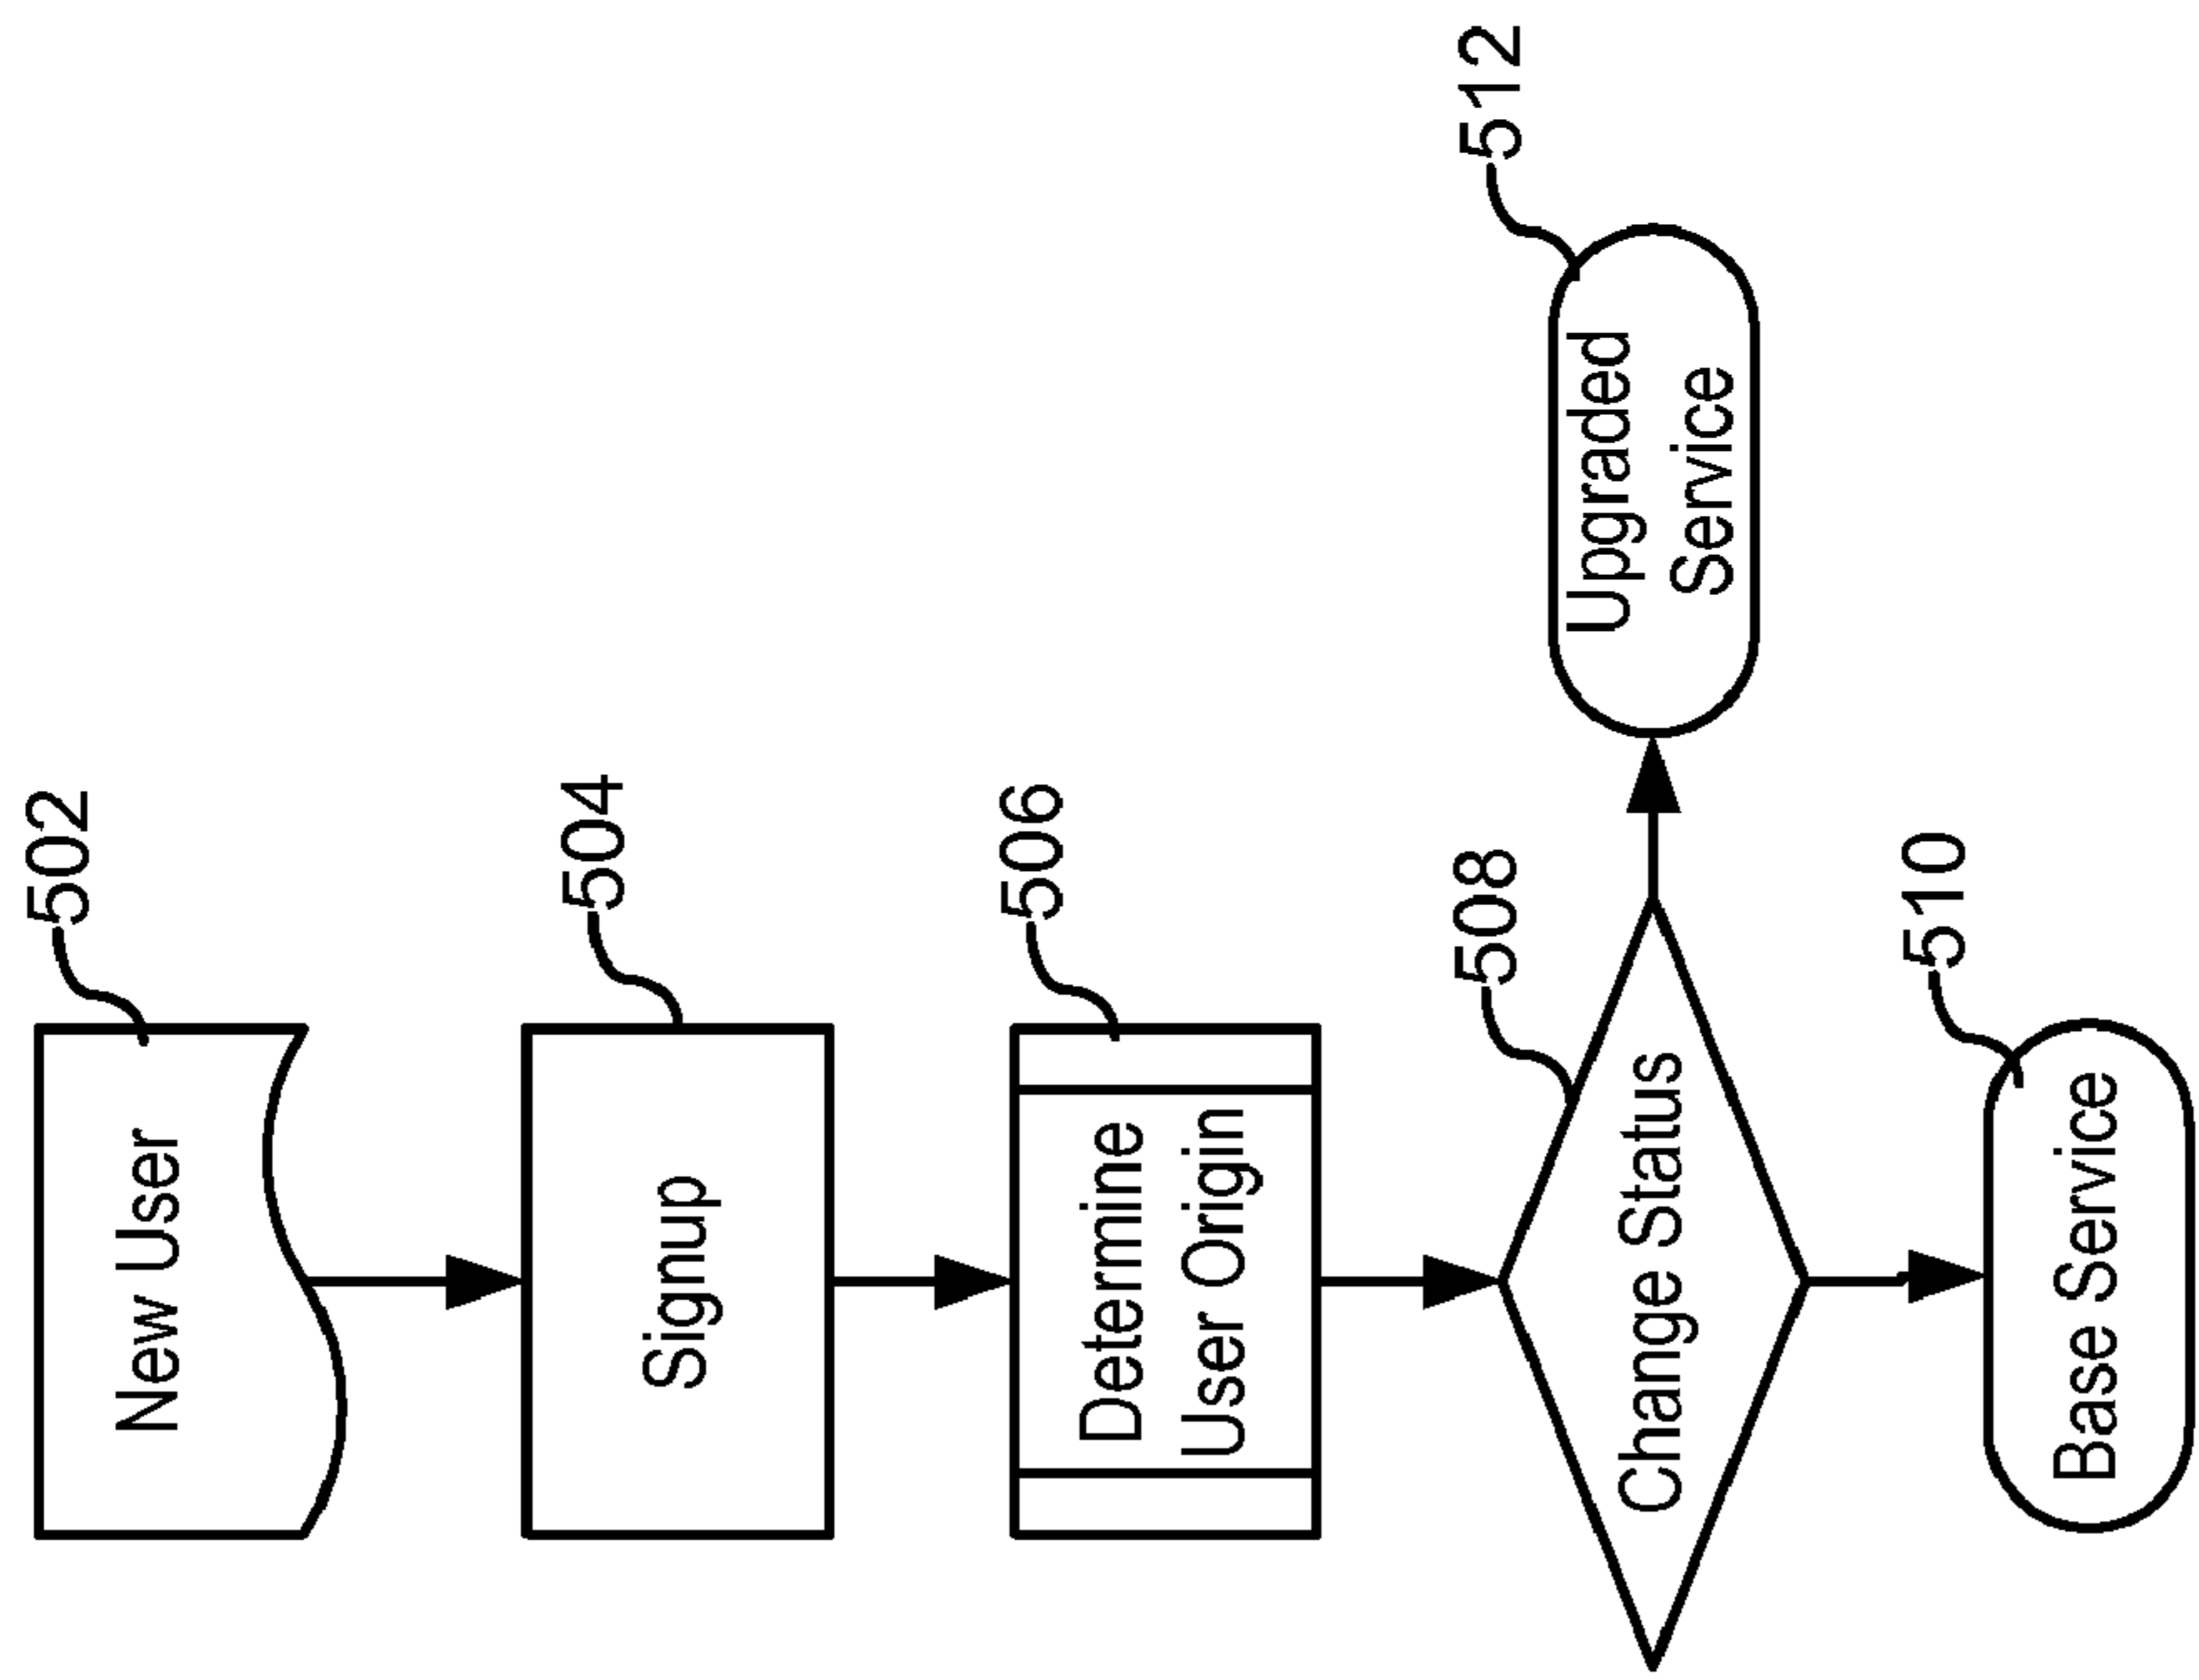 502
New User
504
Signup
506
Determine
User Origin
508
Change Status
512
Upgraded
Service
510
Base Service